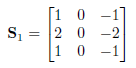 S₁ = [1 0 -1
2 0 -2
1 0 -1]